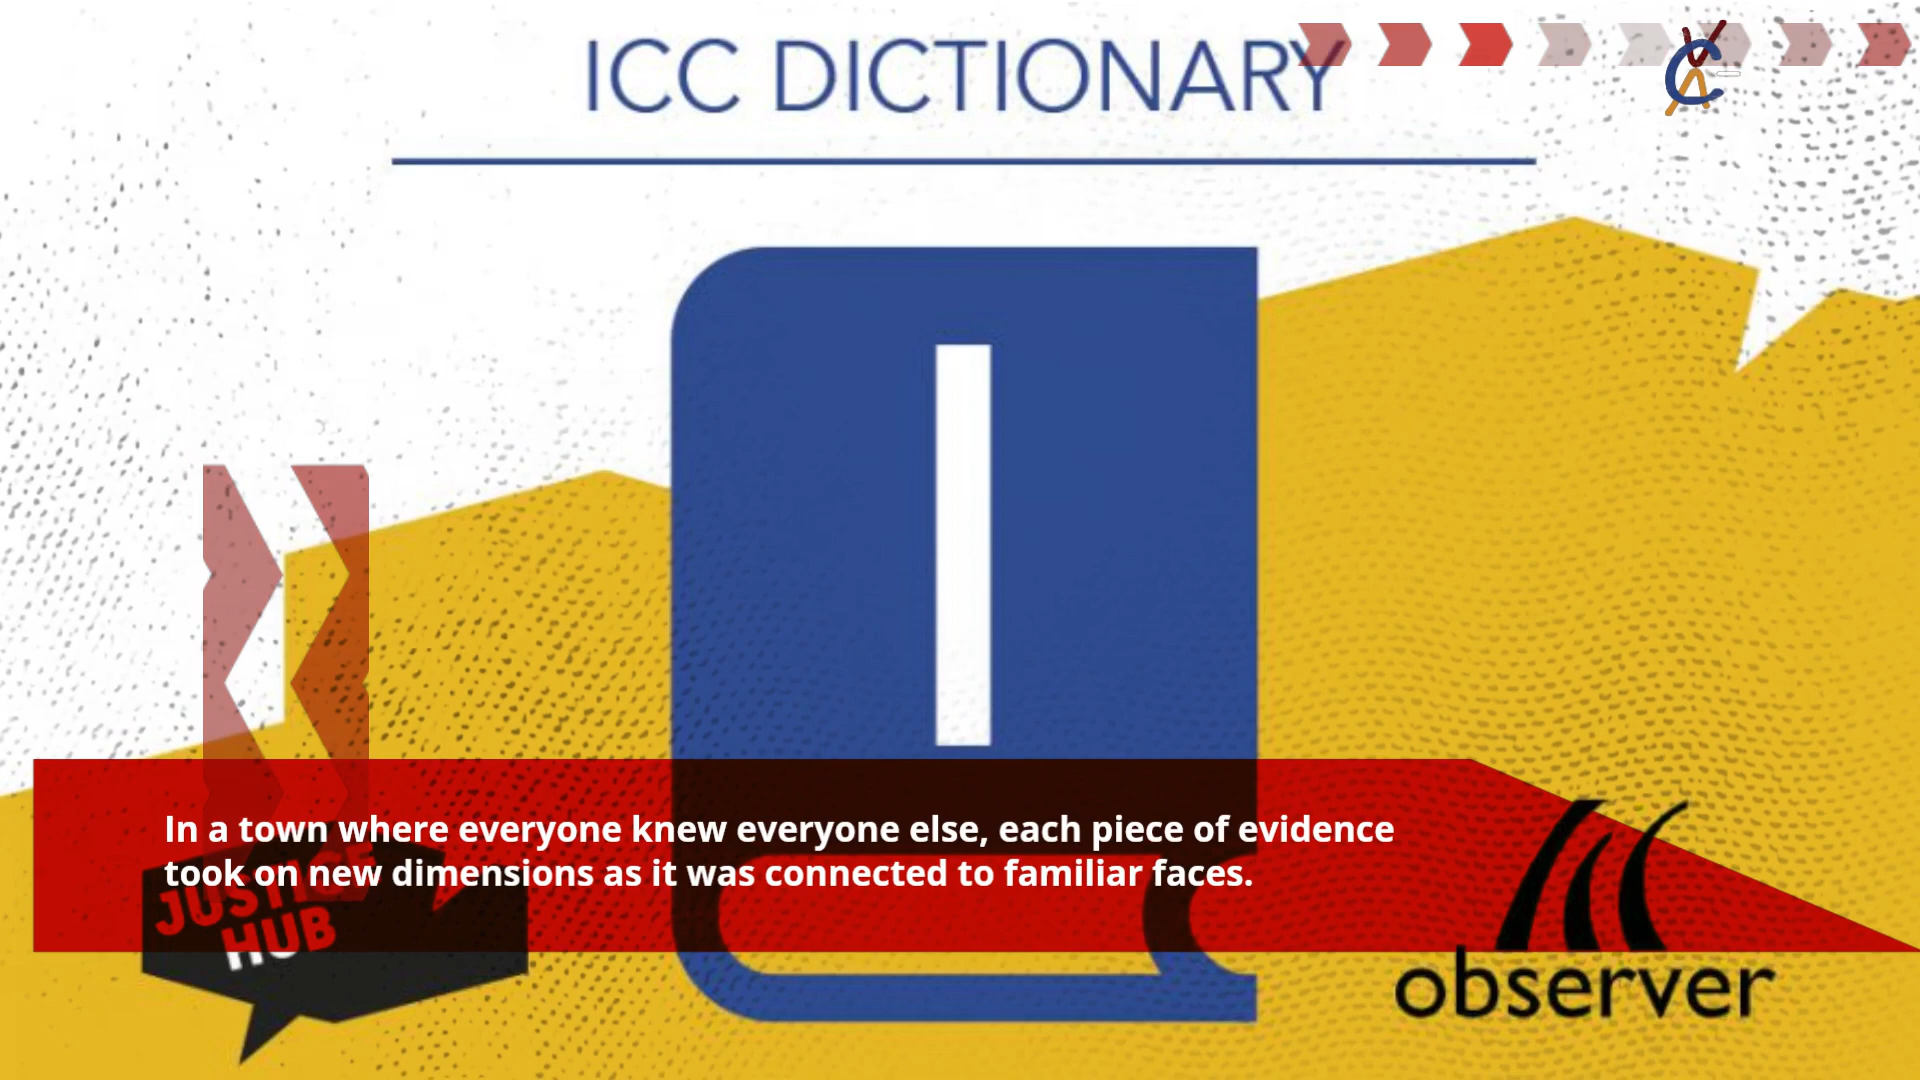 ICC DICTIONARY
I
In a town where everyone knew everyone else, each piece of evidence
took on new dimensions as it was connected to familiar faces.
JUSTICE
HUB
observer